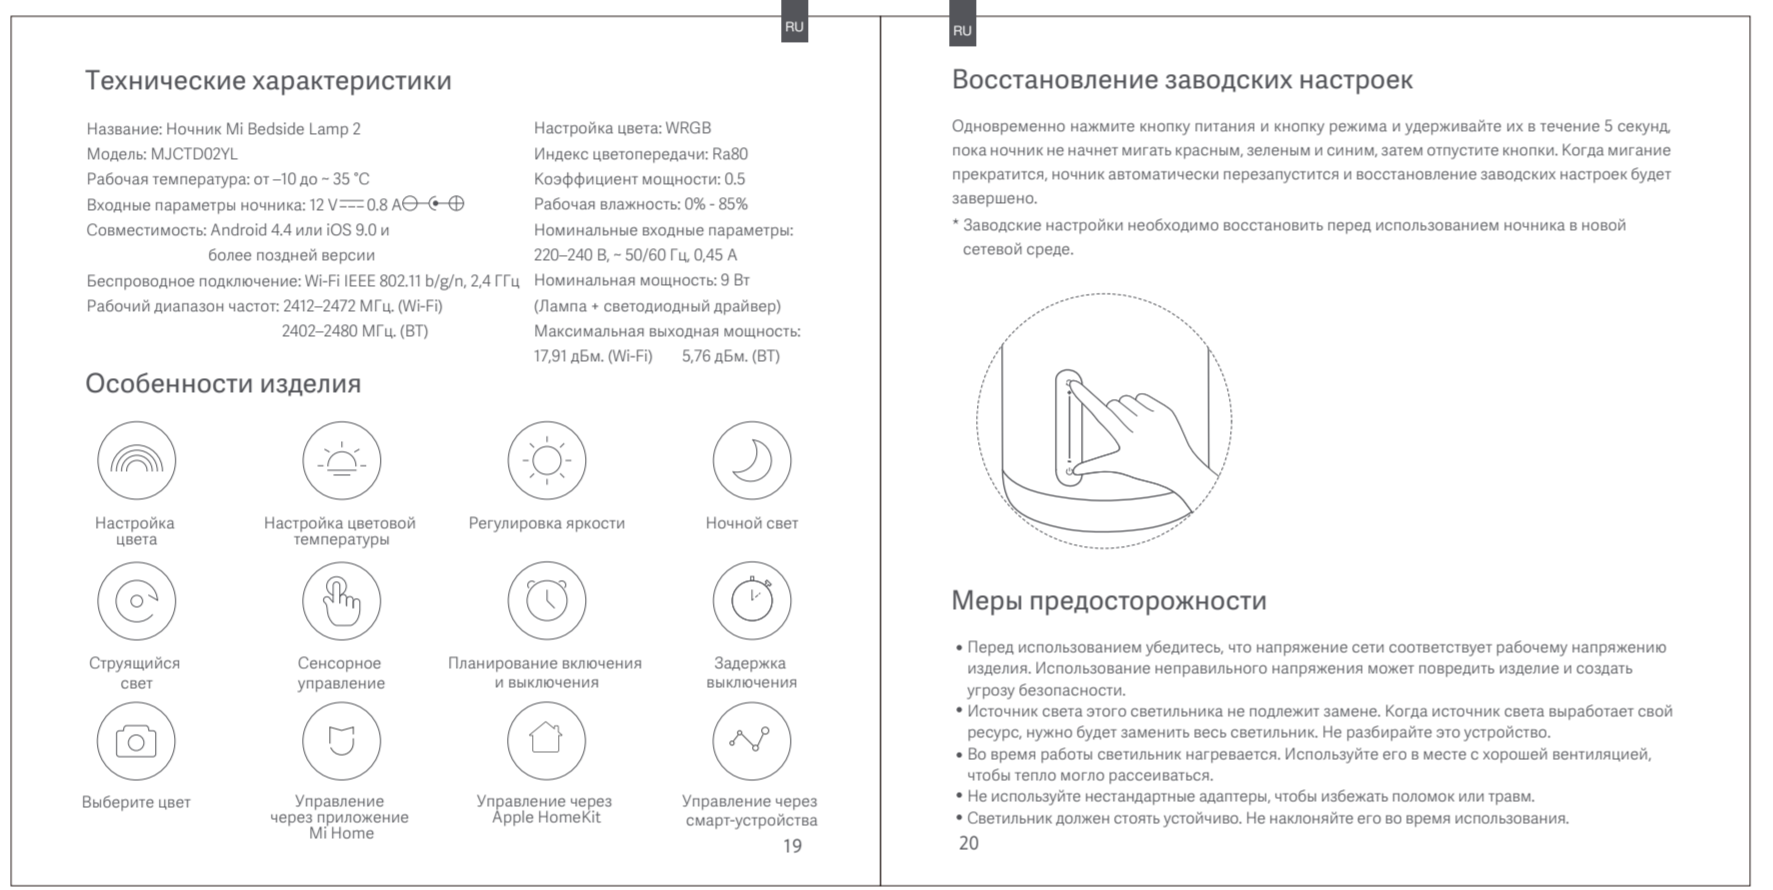 RU
Технические характеристики
Название: Ночник Mi Bedside Lamp 2
Модель: MJCTD02YL
Рабочая температура: от –10 до ~ 35 °C
Входные параметры ночника: 12 V⎓0.8 A
Совместимость: Android 4.4 или iOS 9.0 и
более поздней версии
Беспроводное подключение: Wi-Fi IEEE 802.11 b/g/n, 2,4 ГГц
Рабочий диапазон частот: 2412–2472 МГц. (Wi-Fi)
2402–2480 МГц. (BT)
Настройка цвета: WRGB
Индекс цветопередачи: Ra80
Коэффициент мощности: 0.5
Рабочая влажность: 0% - 85%
Номинальные входные параметры:
220–240 В, ~ 50/60 Гц, 0,45 А
Номинальная мощность: 9 Вт
(Лампа + светодиодный драйвер)
Максимальная выходная мощность:
17,91 дБм. (Wi-Fi) 5,76 дБм. (BT)
Особенности изделия
Настройка
цвета
Настройка цветовой
температуры
Регулировка яркости
Ночной свет
Струящийся
свет
Сенсорное
управление
Планирование включения
и выключения
Задержка
выключения
Выберите цвет
Управление
через приложение
Mi Home
Управление через
Apple HomeKit
Управление через
смарт-устройства
19
RU
Восстановление заводских настроек
Одновременно нажмите кнопку питания и кнопку режима и удерживайте их в течение 5 секунд,
пока ночник не начнет мигать красным, зеленым и синим, затем отпустите кнопки. Когда мигание
прекратится, ночник автоматически перезапустится и восстановление заводских настроек будет
завершено.
* Заводские настройки необходимо восстановить перед использованием ночника в новой
сетевой среде.
Меры предосторожности
• Перед использованием убедитесь, что напряжение сети соответствует рабочему напряжению
изделия. Использование неправильного напряжения может повредить изделие и создать
угрозу безопасности.
• Источник света этого светильника не подлежит замене. Когда источник света выработает свой
ресурс, нужно будет заменить весь светильник. Не разбирайте это устройство.
• Во время работы светильник нагревается. Используйте его в месте с хорошей вентиляцией,
чтобы тепло могло рассеиваться.
• Не используйте нестандартные адаптеры, чтобы избежать поломок или травм.
• Светильник должен стоять устойчиво. Не наклоняйте его во время использования.
20